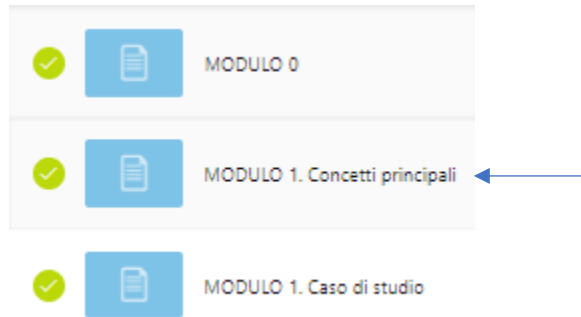 MODULO 0
MODULO 1. Concetti principali
MODULO 1. Caso di studio